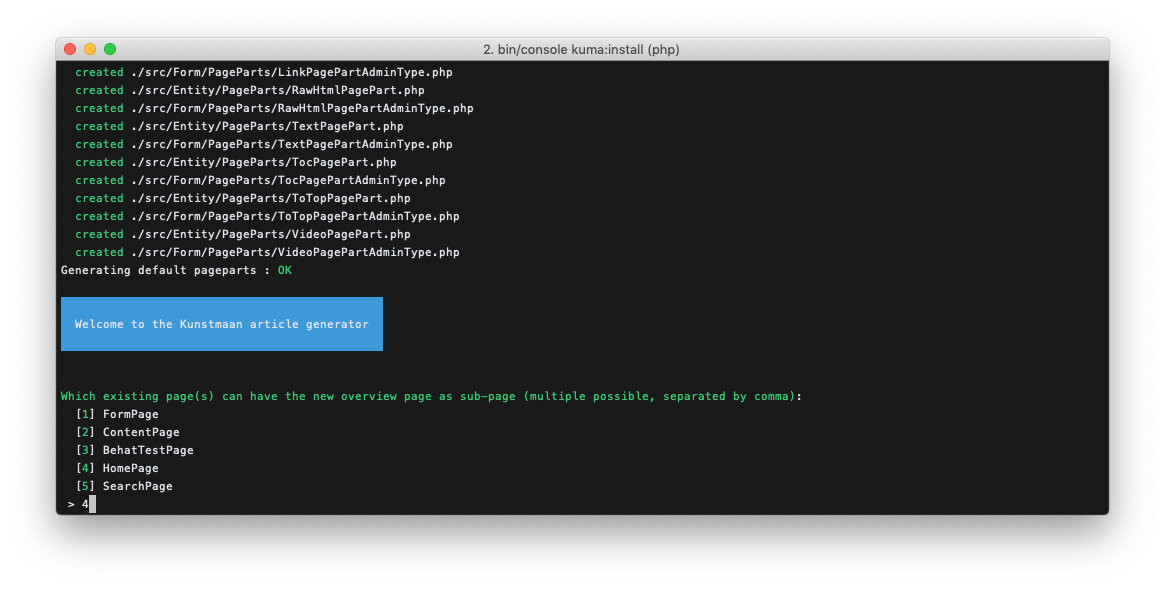 2. bin/console kuma:install (php)
created ./src/Form/PageParts/LinkPagePartAdminType.php
created ./src/Entity/PageParts/RawHtmlPagePart.php
created ./src/Form/PageParts/RawHtmlPagePartAdminType.php
created ./src/Entity/PageParts/TextPagePart.php
created ./src/Form/PageParts/TextPagePartAdminType.php
created ./src/Entity/PageParts/TocPagePart.php
created ./src/Form/PageParts/TocPagePartAdminType.php
created ./src/Entity/PageParts/ToTopPagePart.php
created ./src/Form/PageParts/ToTopPagePartAdminType.php
created ./src/Entity/PageParts/VideoPagePart.php
created ./src/Form/PageParts/VideoPagePartAdminType.php
Generating default pageparts : OK
Welcome to the Kunstmaan article generator
Which existing page(s) can have the new overview page as sub-page (multiple possible, separated by comma):
[1] FormPage
[2] ContentPage
[3] BehatTestPage
[4] HomePage
[5] SearchPage
> 4